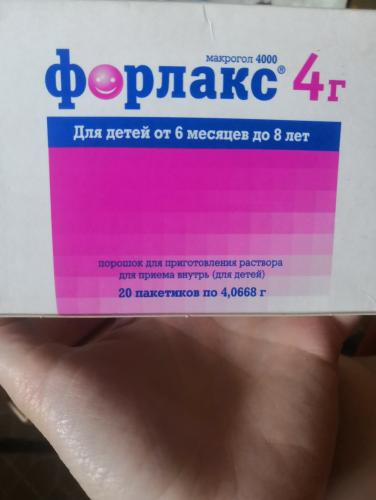 макрогол 4000
форлакс® 4г
Для детей от 6 месяцев до 8 лет
порошок для приготовления раствора
для приема внутрь (для детей)
20 пакетиков по 4,0668 г